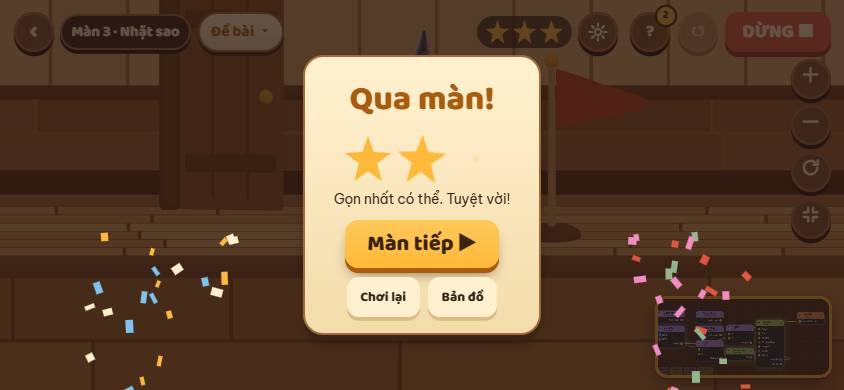 Màn 3 · Nhặt sao
Đề bài
?
2
DỪNG
Qua màn!
Gọn nhất có thể. Tuyệt vời!
Màn tiếp
Chơi lại
Bản đồ